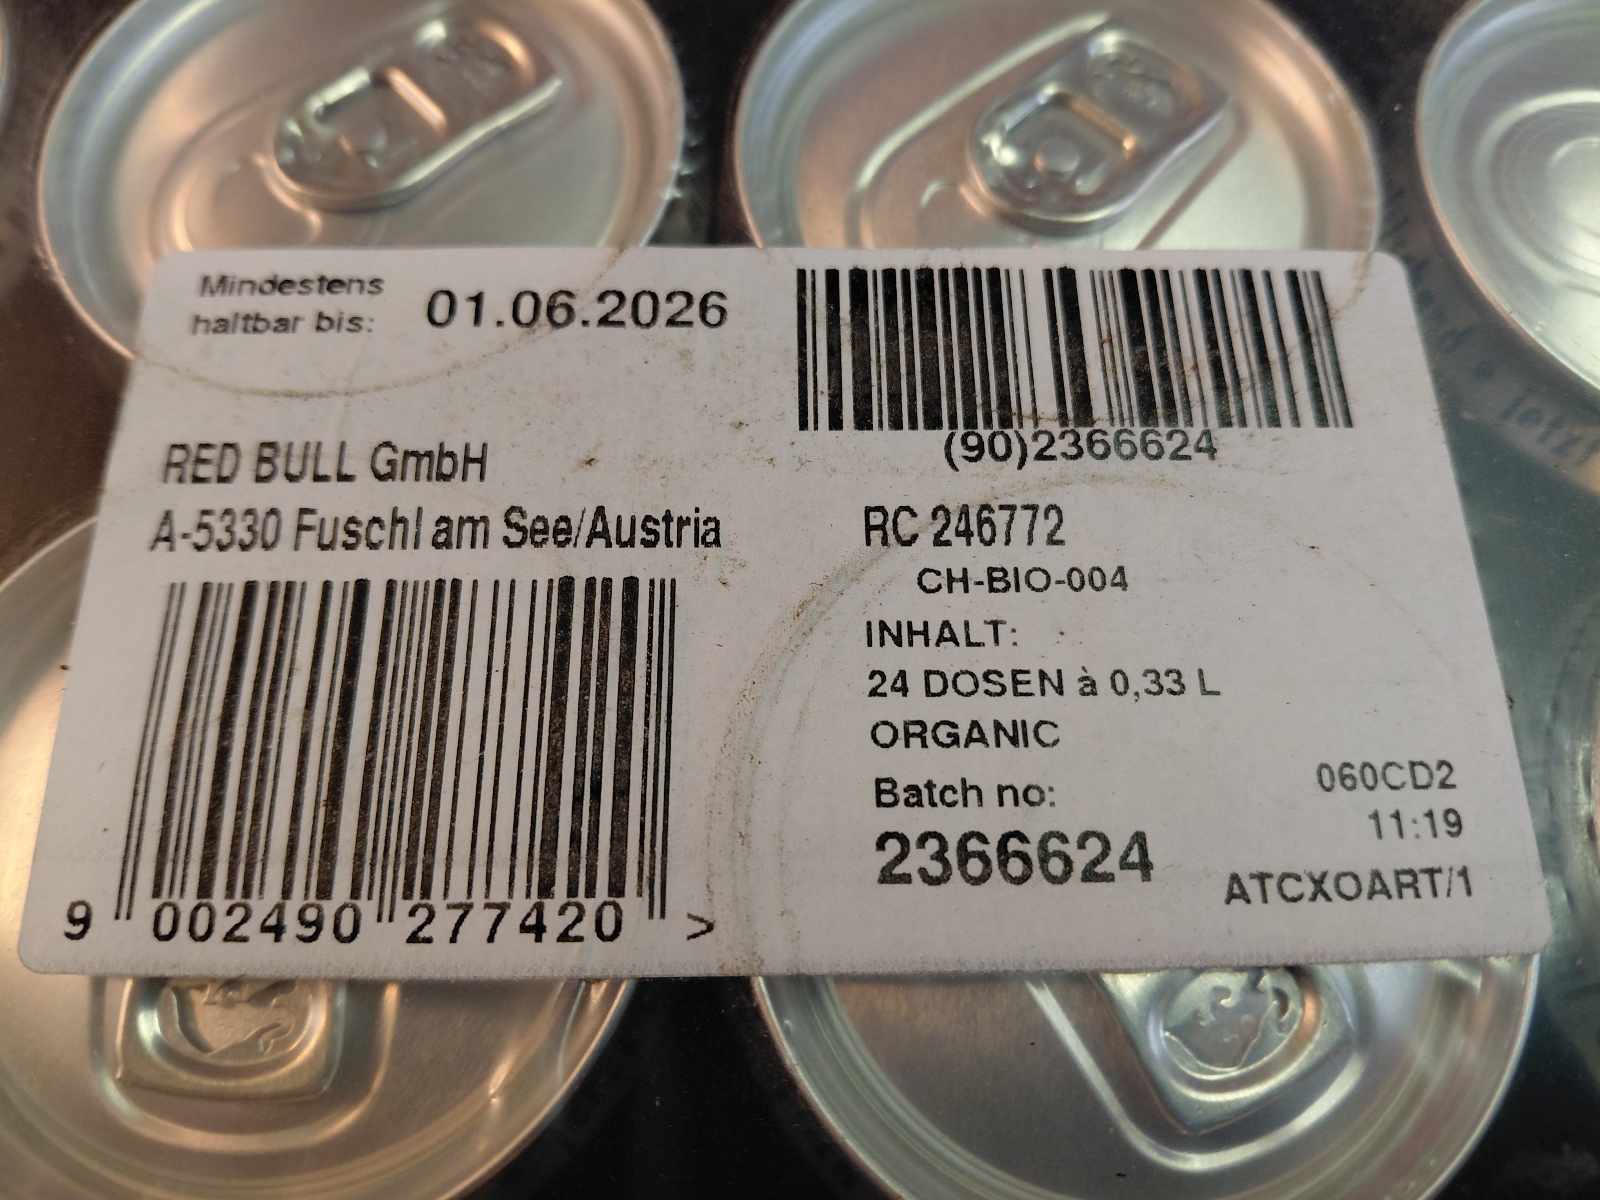 Mindestens
haltbar bis: 01.06.2026
(90)2366624
RED BULL GmbH
A-5330 Fuschl am See/Austria
9 002490 277420 >
RC 246772
CH-BIO-004
INHALT:
24 DOSEN à 0,33 L
ORGANIC
Batch no:
2366624
060CD2
11:19
ATCXOART/1